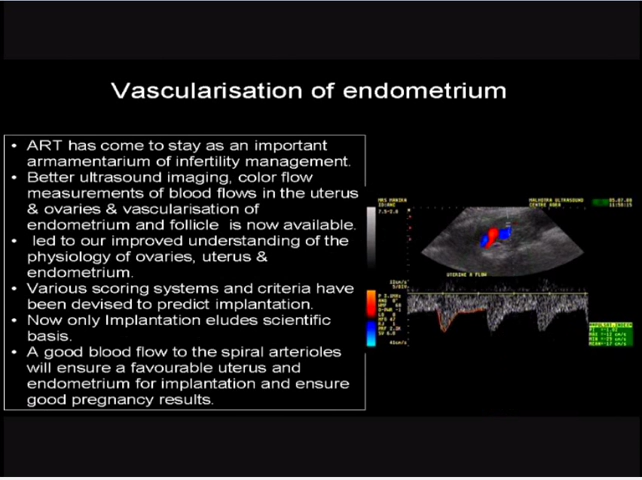 Vascularisation of endometrium
• ART has come to stay as an important
armamentarium of infertility management.
• Better ultrasound imaging, color flow
measurements of blood flows in the uterus
& ovaries & vascularisation of
endometrium and follicle is now available.
• led to our improved understanding of the
physiology of ovaries, uterus &
endometrium.
• Various scoring systems and criteria have
been devised to predict implantation.
• Now only Implantation eludes scientific
basis.
• A good blood flow to the spiral arterioles
will ensure a favourable uterus and
endometrium for implantation and ensure
good pregnancy results.
MALHOTRA ULTRASOUND
CENTRE AGRA
UTERINE A FLOW